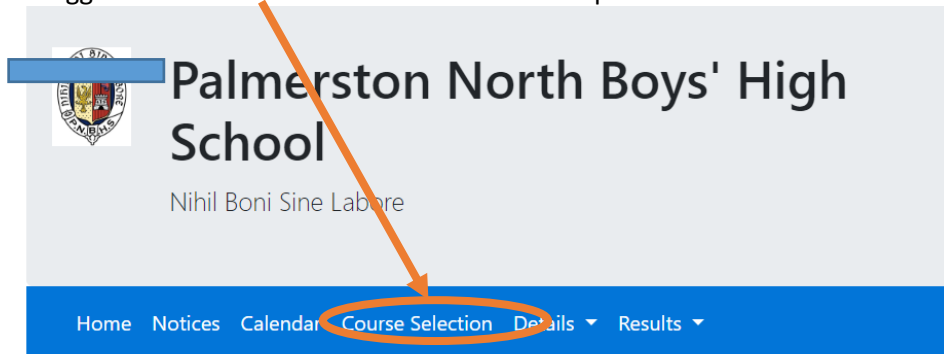 Palmerston North Boys' High
School
Nihil Boni Sine Labore
Home Notices Calendar Course Selection Details Results